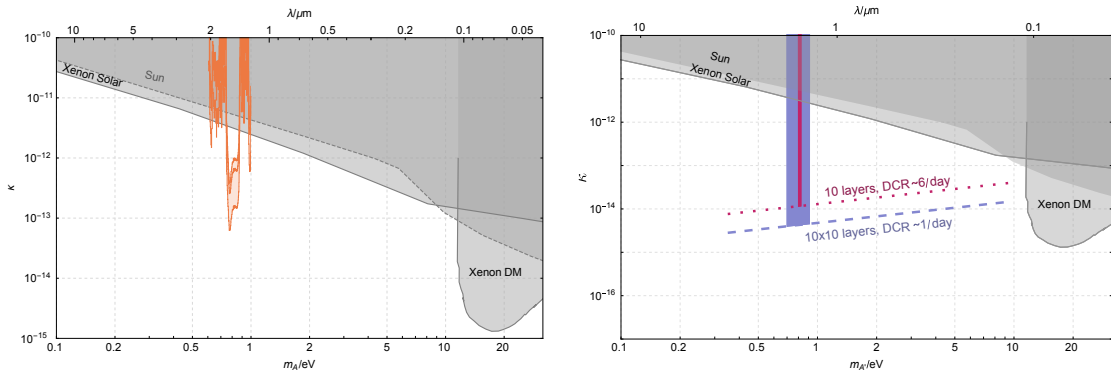 λ/μm
10 5 2 1 0.5 0.2 0.1 0.05
10⁻¹⁰
10⁻¹¹
10⁻¹²
10⁻¹³
10⁻¹⁴
10⁻¹⁵
κ
Xenon Solar
Sun
Xenon DM
0.1 0.2 0.5 1 2 5 10 20
m_A/eV
λ/μm
10 1 0.1
10⁻¹⁰
10⁻¹²
10⁻¹⁴
10⁻¹⁶
κ
Sun
Xenon Solar
10 layers, DCR~6/day
10x10 layers, DCR~1/day
Xenon DM
0.1 0.5 1 5 10
m_A'/eV